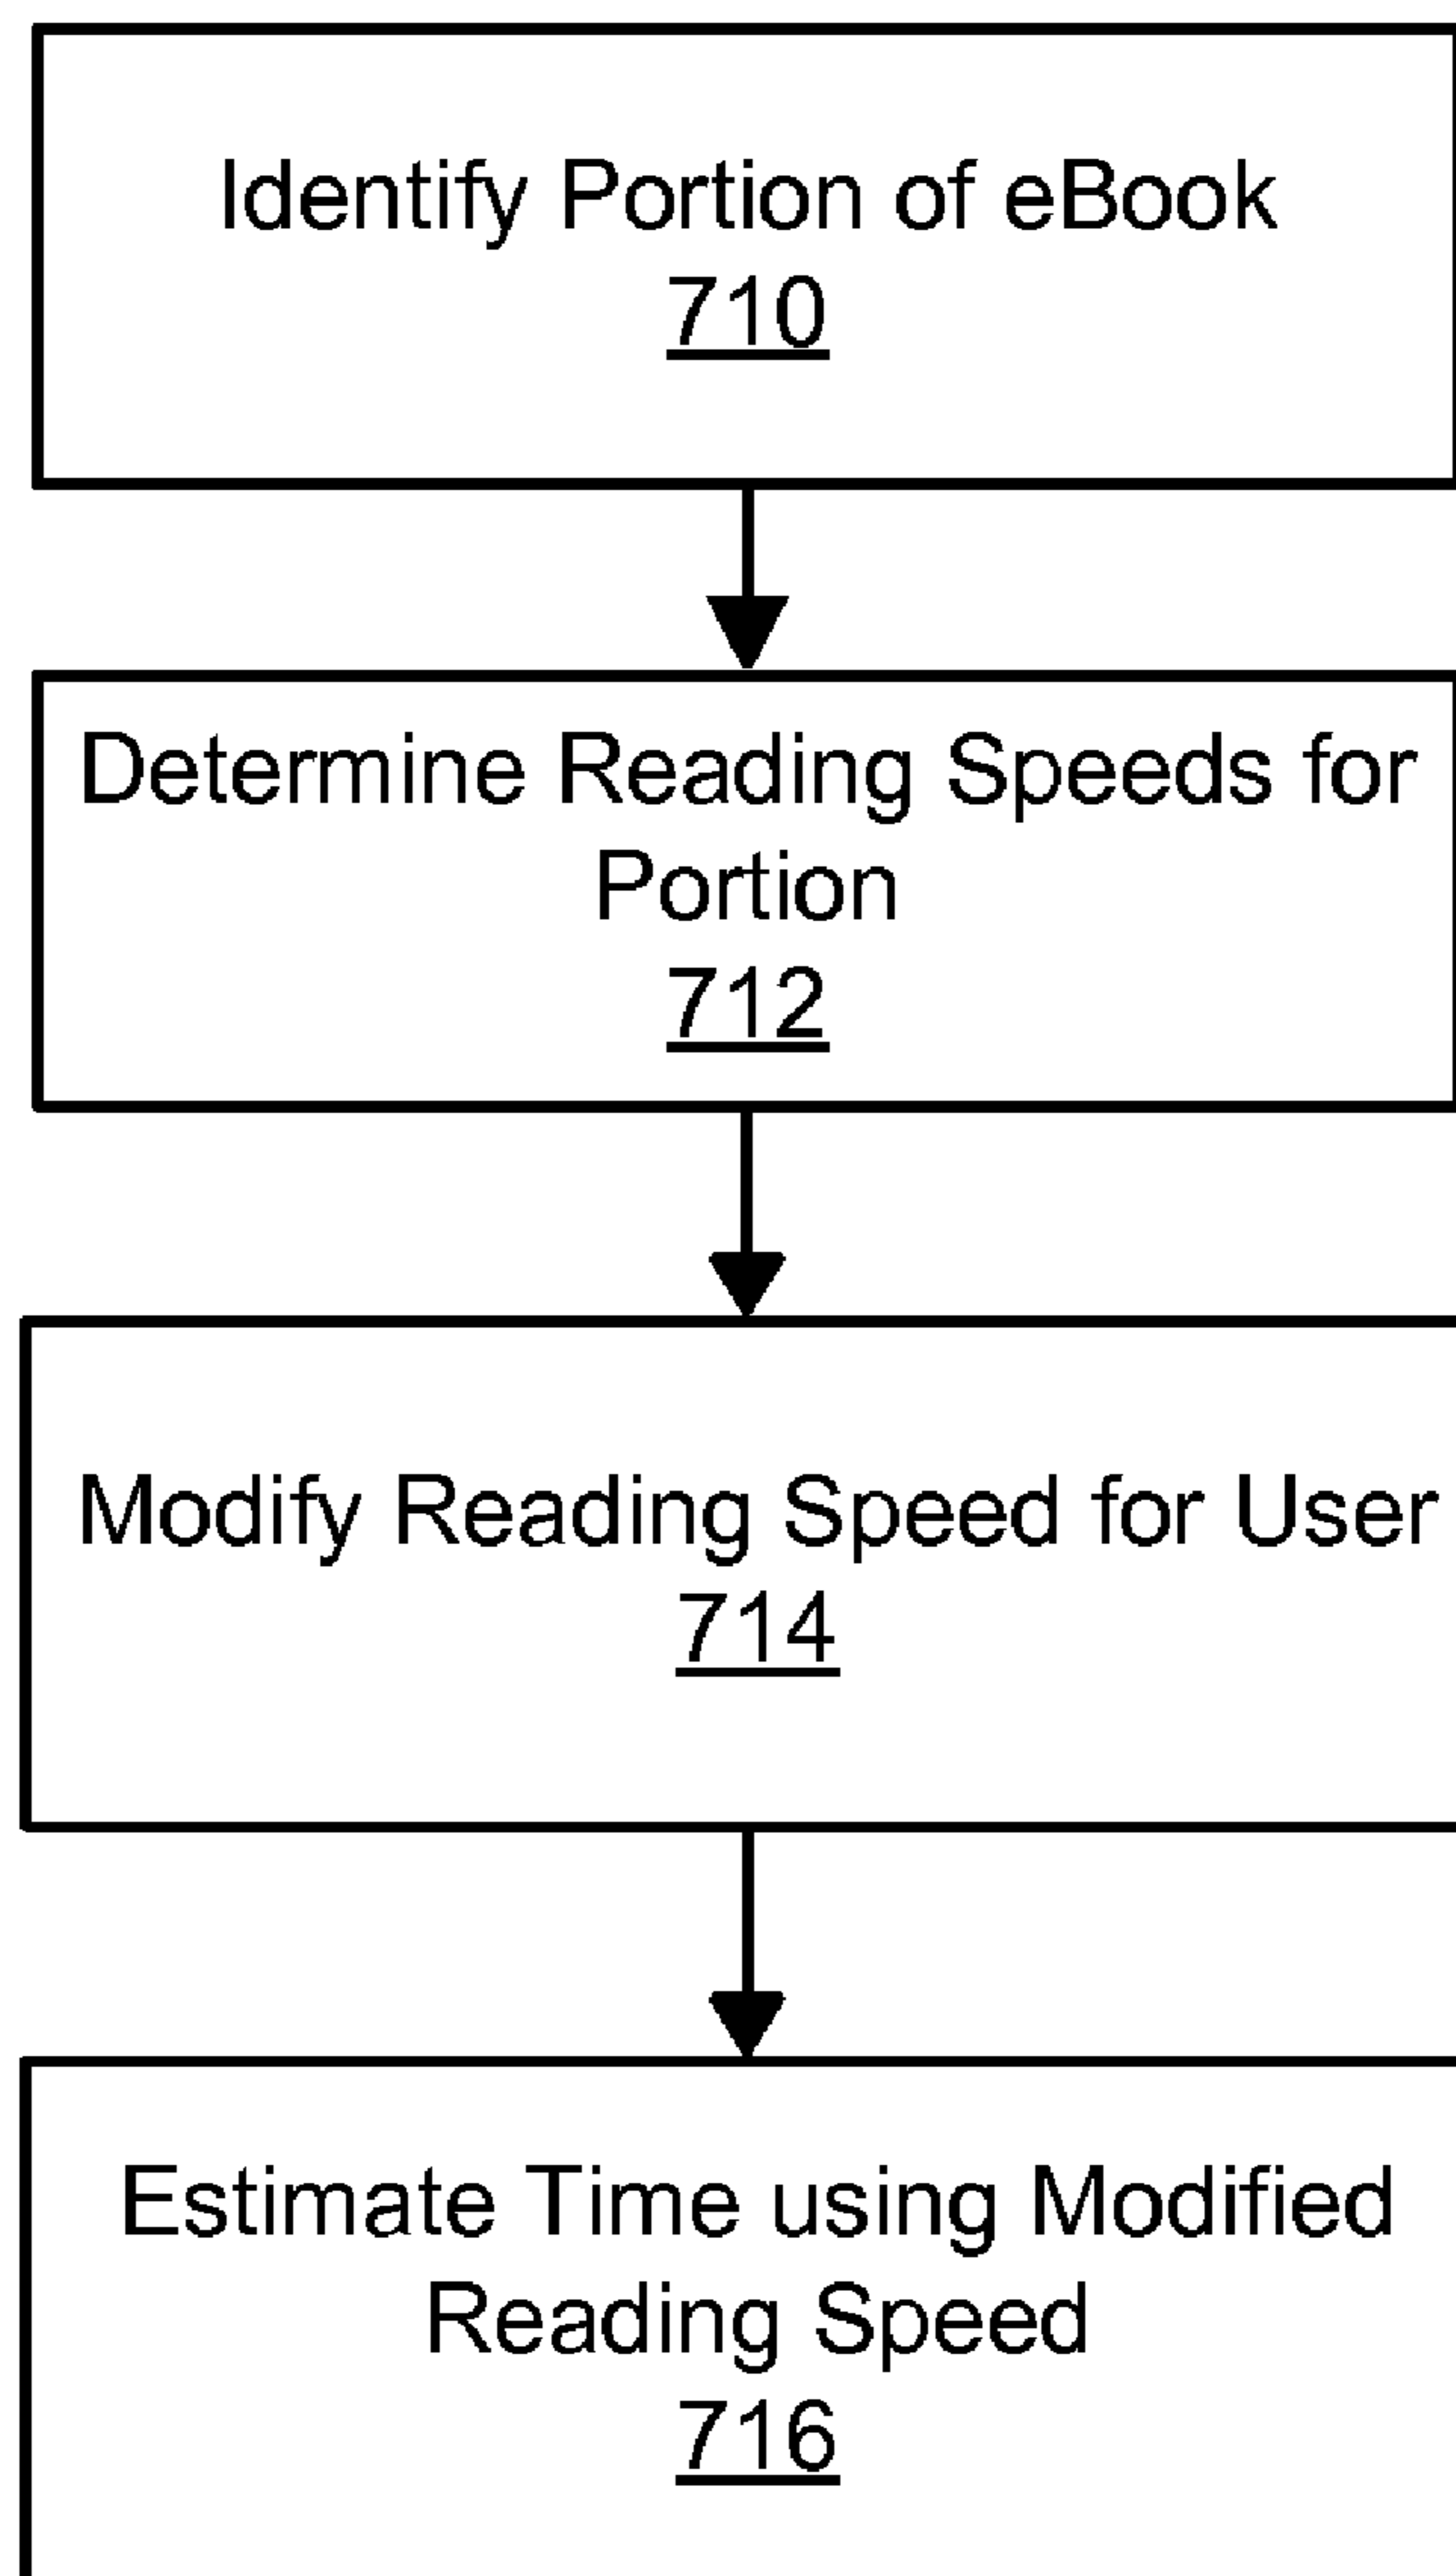 Identify Portion of eBook
710
Determine Reading Speeds for
Portion
712
Modify Reading Speed for User
714
Estimate Time using Modified
Reading Speed
716